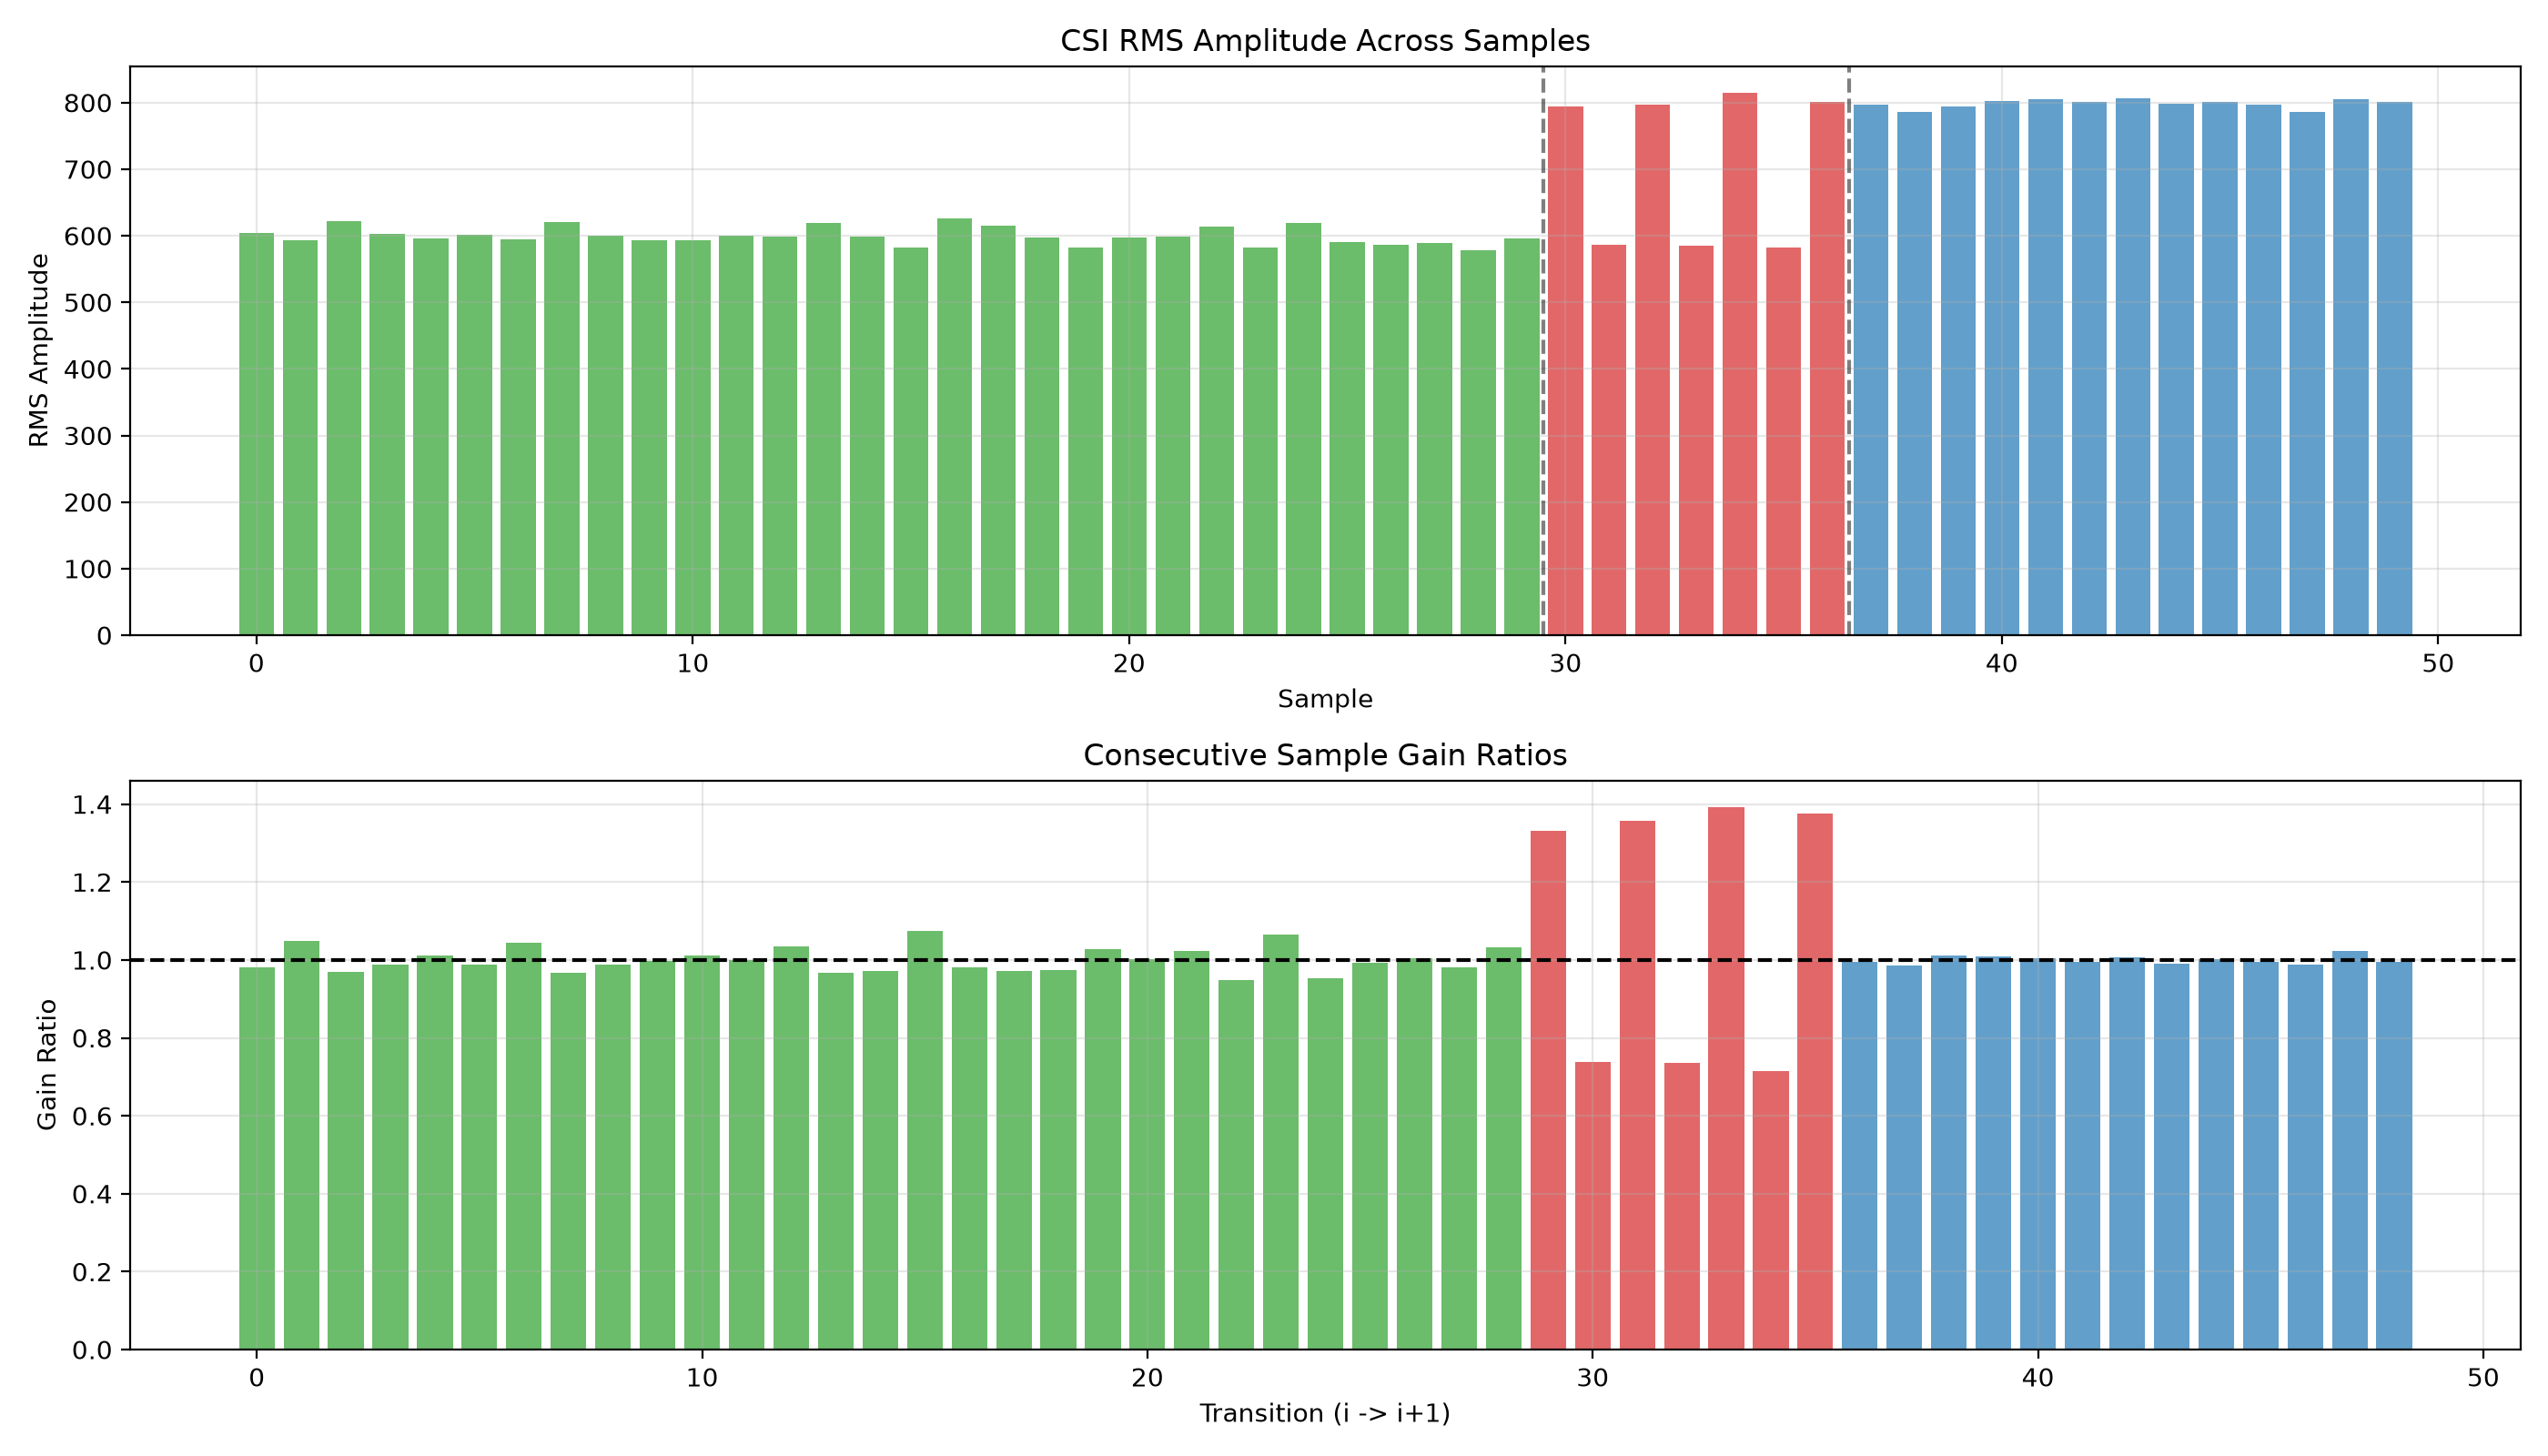 CSI RMS Amplitude Across Samples
RMS Amplitude
800
700
600
500
400
300
200
100
0
0 10 20 30 40 50
Sample
Consecutive Sample Gain Ratios
Gain Ratio
1.4
1.2
1.0
0.8
0.6
0.4
0.2
0.0
0 10 20 30 40 50
Transition (i -> i+1)